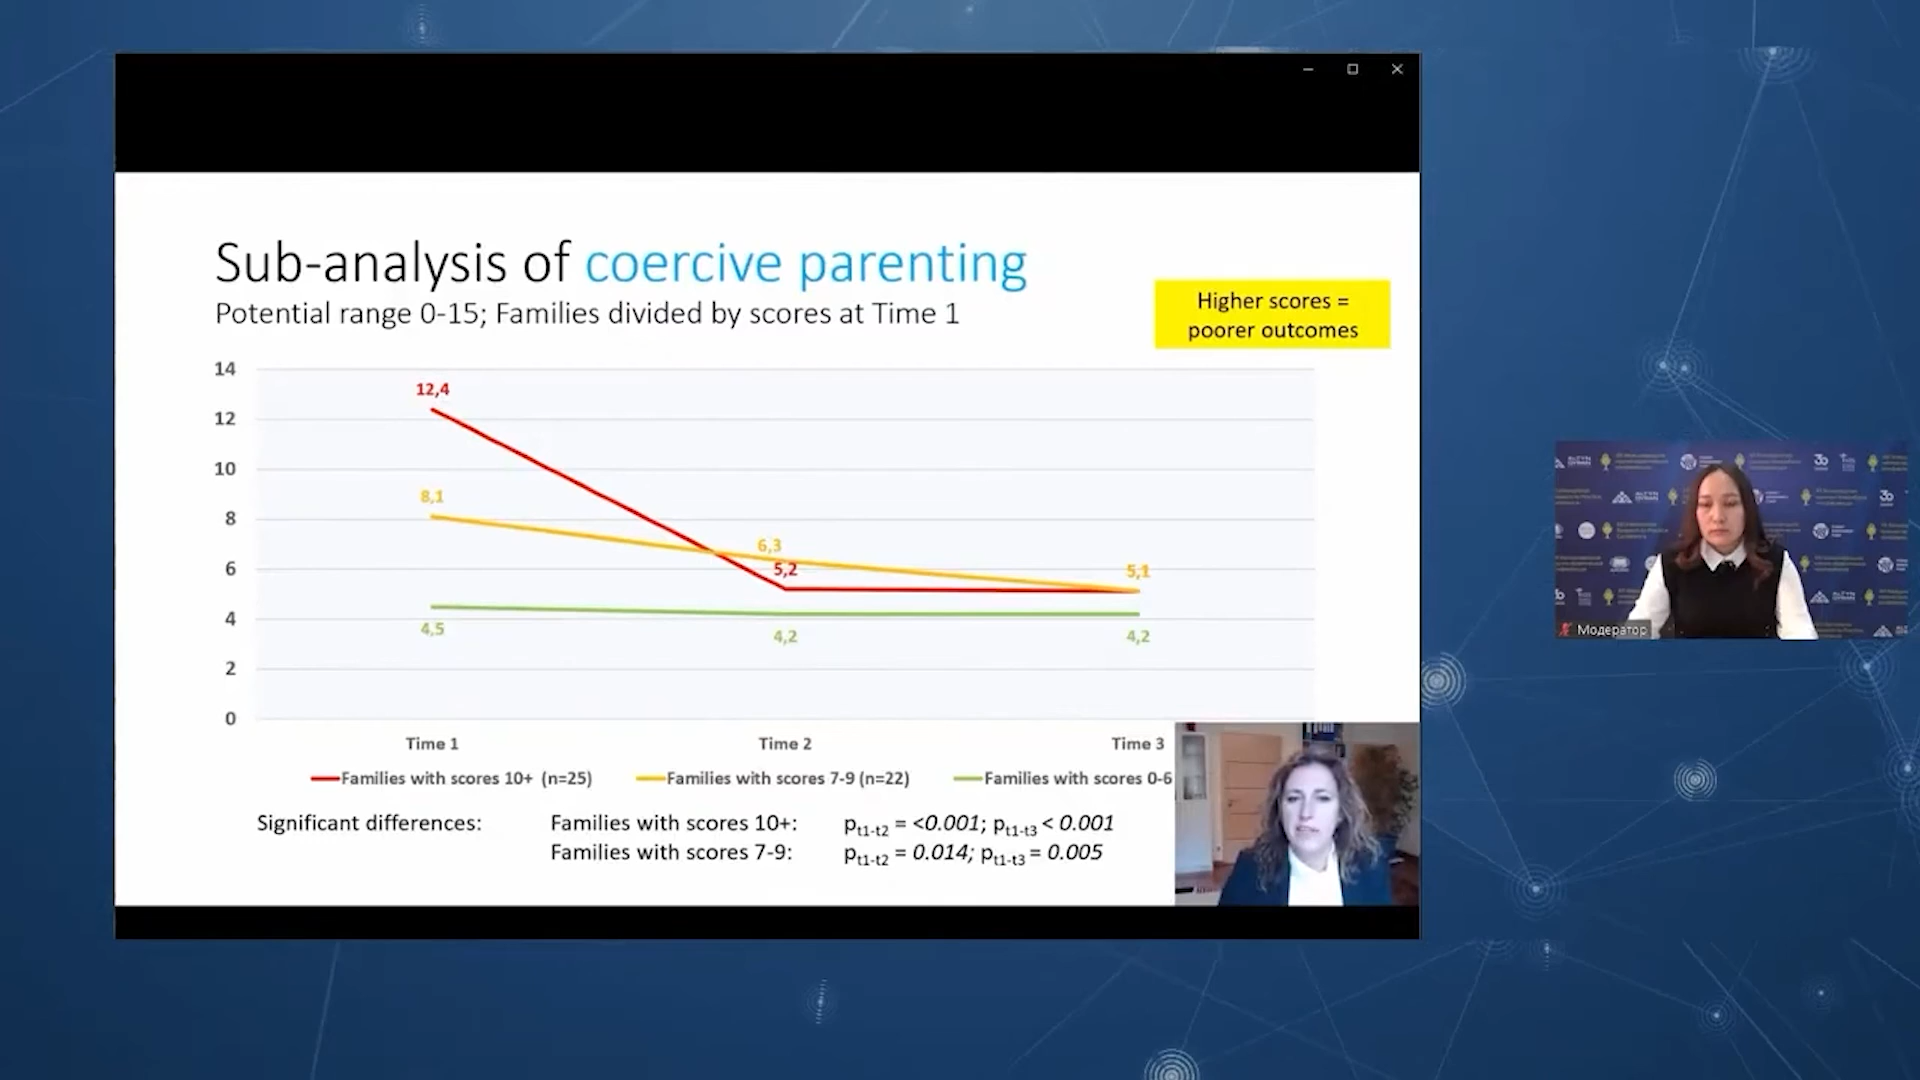 Sub-analysis of coercive parenting
Potential range 0-15; Families divided by scores at Time 1
Higher scores =
poorer outcomes
14
12
10
8
6
4
2
0
12,4
8,1
4,5
6,3
5,2
4,2
5,1
4,2
Time 1
Time 2
Time 3
Families with scores 10+ (n=25)
Families with scores 7-9 (n=22)
Families with scores 0-6
Significant differences:
Families with scores 10+: pt1-t2 = <0.001; pt1-t3 < 0.001
Families with scores 7-9: pt1-t2 = 0.014; pt1-t3 = 0.005
Модератор